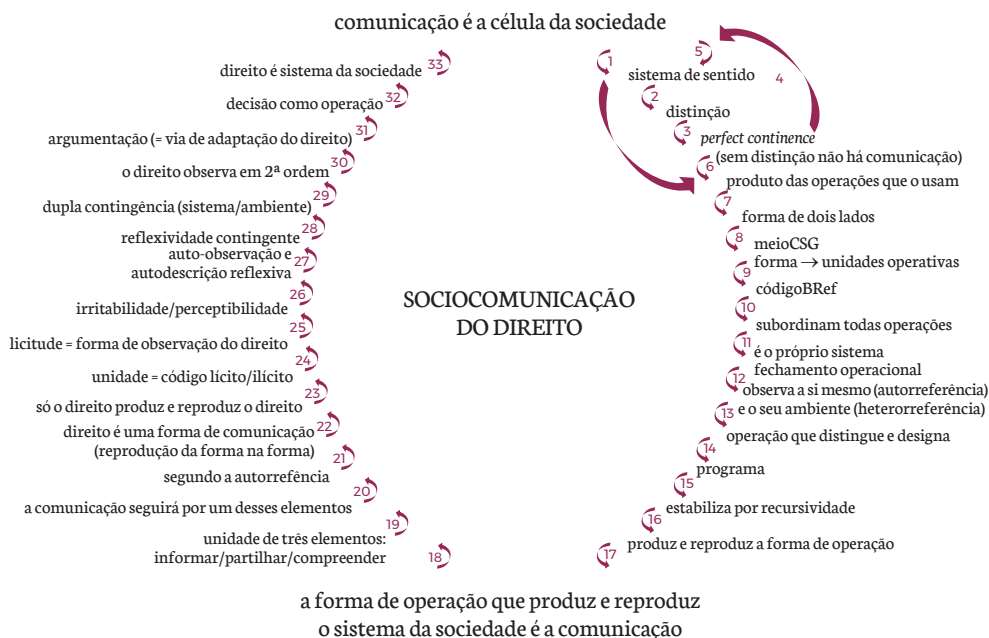 comunicação é a célula da sociedade
1
sistema de sentido
2
distinção
3
perfect continence
4
5
6
(sem distinção não há comunicação)
produto das operações que o usam
7
forma de dois lados
8
meioCSG
9
forma → unidades operativas
códigoBRef
10
subordinam todas operações
11
é o próprio sistema
12
fechamento operacional
observa a si mesmo (autorreferência)
13
e o seu ambiente (heterorreferência)
operação que distingue e designa
14
programa
15
estabiliza por recursividade
16
17
produz e reproduz a forma de operação
a forma de operação que produz e reproduz
o sistema da sociedade é a comunicação
18
unidade de três elementos:
informar/partilhar/compreender
19
a comunicação seguirá por um desses elementos
20
segundo a autorrefência
21
direito é uma forma de comunicação
(reprodução da forma na forma)
22
só o direito produz e reproduz o direito
23
unidade = código lícito/ilícito
24
licitude = forma de observação do direito
25
irritabilidade/perceptibilidade
26
auto-observação e
autodescrição reflexiva
27
reflexividade contingente
28
dupla contingência (sistema/ambiente)
29
o direito observa em 2ª ordem
30
argumentação (= via de adaptação do direito)
31
decisão como operação
32
direito é sistema da sociedade
33
SOCIOCOMUNICAÇÃO
DO DIREITO